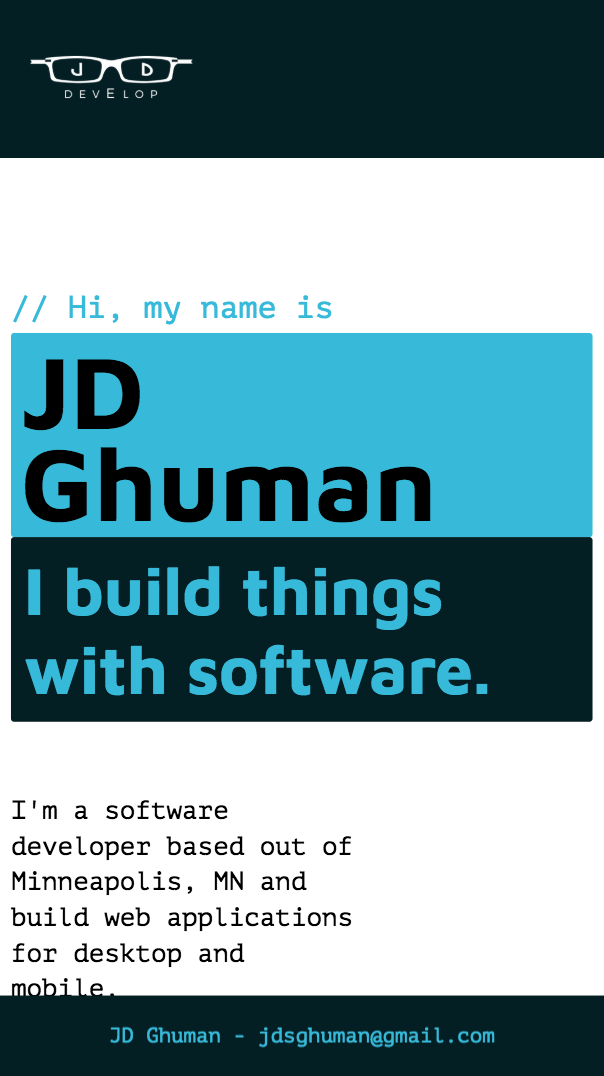 J D
DEVELOP
// Hi, my name is
JD
Ghuman
I build things
with software.
I'm a software
developer based out of
Minneapolis, MN and
build web applications
for desktop and
mobile.
JD Ghuman - jdsghuman@gmail.com